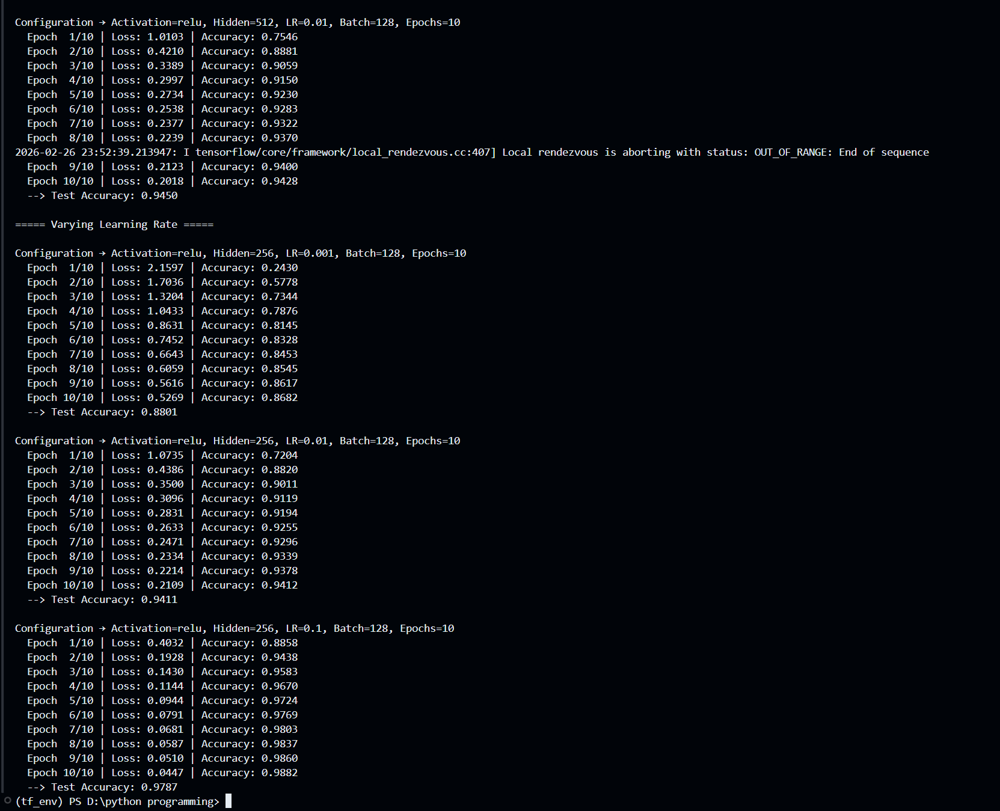 Configuration → Activation=relu, Hidden=512, LR=0.01, Batch=128, Epochs=10
  Epoch  1/10 | Loss: 1.0103 | Accuracy: 0.7546
  Epoch  2/10 | Loss: 0.4210 | Accuracy: 0.8881
  Epoch  3/10 | Loss: 0.3389 | Accuracy: 0.9059
  Epoch  4/10 | Loss: 0.2997 | Accuracy: 0.9150
  Epoch  5/10 | Loss: 0.2734 | Accuracy: 0.9230
  Epoch  6/10 | Loss: 0.2538 | Accuracy: 0.9283
  Epoch  7/10 | Loss: 0.2377 | Accuracy: 0.9322
  Epoch  8/10 | Loss: 0.2239 | Accuracy: 0.9370
2026-02-26 23:52:39.213947: I tensorflow/core/framework/local_rendezvous.cc:407] Local rendezvous is aborting with status: OUT_OF_RANGE: End of sequence
  Epoch  9/10 | Loss: 0.2123 | Accuracy: 0.9400
  Epoch 10/10 | Loss: 0.2018 | Accuracy: 0.9428
  --> Test Accuracy: 0.9450

===== Varying Learning Rate =====

Configuration → Activation=relu, Hidden=256, LR=0.001, Batch=128, Epochs=10
  Epoch  1/10 | Loss: 2.1597 | Accuracy: 0.2430
  Epoch  2/10 | Loss: 1.7036 | Accuracy: 0.5778
  Epoch  3/10 | Loss: 1.3204 | Accuracy: 0.7344
  Epoch  4/10 | Loss: 1.0433 | Accuracy: 0.7876
  Epoch  5/10 | Loss: 0.8631 | Accuracy: 0.8145
  Epoch  6/10 | Loss: 0.7452 | Accuracy: 0.8328
  Epoch  7/10 | Loss: 0.6643 | Accuracy: 0.8453
  Epoch  8/10 | Loss: 0.6059 | Accuracy: 0.8545
  Epoch  9/10 | Loss: 0.5616 | Accuracy: 0.8617
  Epoch 10/10 | Loss: 0.5269 | Accuracy: 0.8682
  --> Test Accuracy: 0.8801

Configuration → Activation=relu, Hidden=256, LR=0.01, Batch=128, Epochs=10
  Epoch  1/10 | Loss: 1.0735 | Accuracy: 0.7204
  Epoch  2/10 | Loss: 0.4386 | Accuracy: 0.8820
  Epoch  3/10 | Loss: 0.3500 | Accuracy: 0.9011
  Epoch  4/10 | Loss: 0.3096 | Accuracy: 0.9119
  Epoch  5/10 | Loss: 0.2831 | Accuracy: 0.9194
  Epoch  6/10 | Loss: 0.2633 | Accuracy: 0.9255
  Epoch  7/10 | Loss: 0.2471 | Accuracy: 0.9296
  Epoch  8/10 | Loss: 0.2334 | Accuracy: 0.9339
  Epoch  9/10 | Loss: 0.2214 | Accuracy: 0.9378
  Epoch 10/10 | Loss: 0.2109 | Accuracy: 0.9412
  --> Test Accuracy: 0.9411

Configuration → Activation=relu, Hidden=256, LR=0.1, Batch=128, Epochs=10
  Epoch  1/10 | Loss: 0.4032 | Accuracy: 0.8858
  Epoch  2/10 | Loss: 0.1928 | Accuracy: 0.9438
  Epoch  3/10 | Loss: 0.1430 | Accuracy: 0.9583
  Epoch  4/10 | Loss: 0.1144 | Accuracy: 0.9670
  Epoch  5/10 | Loss: 0.0944 | Accuracy: 0.9724
  Epoch  6/10 | Loss: 0.0791 | Accuracy: 0.9769
  Epoch  7/10 | Loss: 0.0681 | Accuracy: 0.9803
  Epoch  8/10 | Loss: 0.0587 | Accuracy: 0.9837
  Epoch  9/10 | Loss: 0.0510 | Accuracy: 0.9860
  Epoch 10/10 | Loss: 0.0447 | Accuracy: 0.9882
  --> Test Accuracy: 0.9787
(tf_env) PS D:\python programming>